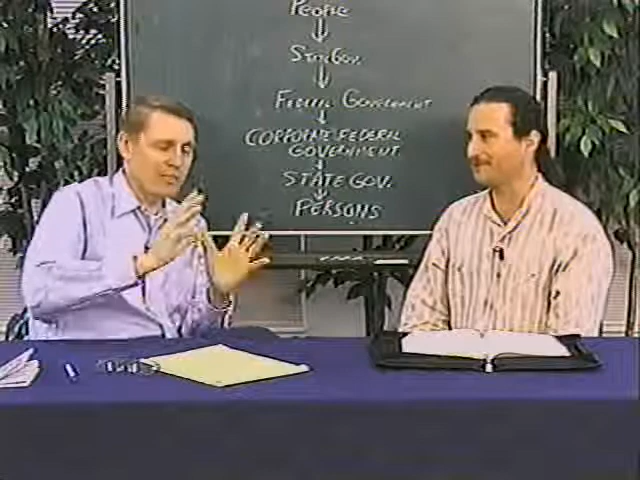 PEOPLE
STATE GOV.
FEDERAL GOVERNMENT
CORPORATE FEDERAL
GOVERNMENT
STATE GOV.
PERSONS